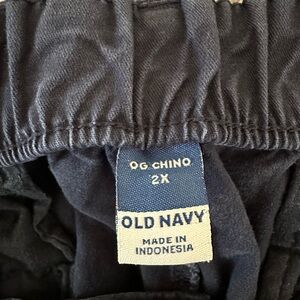 OG CHINO
2X
OLD NAVY
MADE IN
INDONESIA